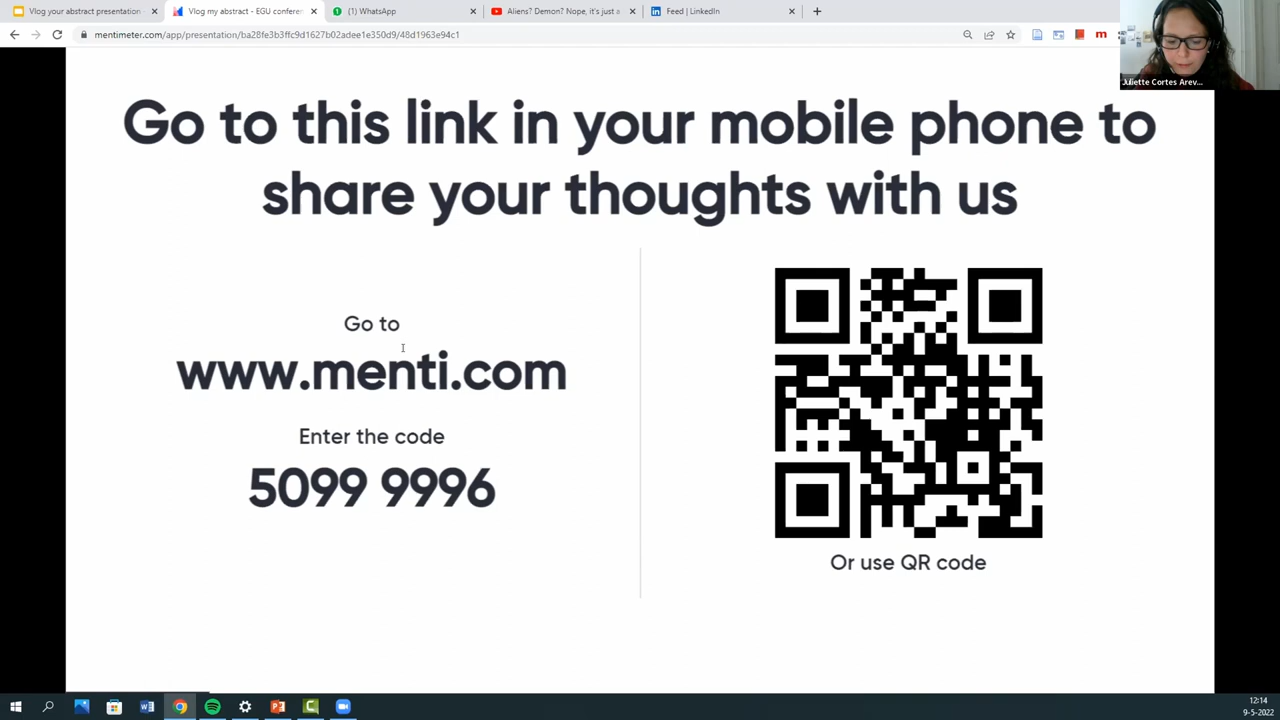 Vlog your abstract presentation
Vlog my abstract - EGU conferen
(1) WhatsApp
Aliens? Demon? Nope, it's just a
Feed | LinkedIn
mentimeter.com/app/presentation/ba28fe3b3ffc9d1627b02adee1e350d9/48d1963e94c1
Juliette Cortes Arev...
Go to this link in your mobile phone to
share your thoughts with us
Go to
www.menti.com
Enter the code
5099 9996
Or use QR code
12:14
9-5-2022